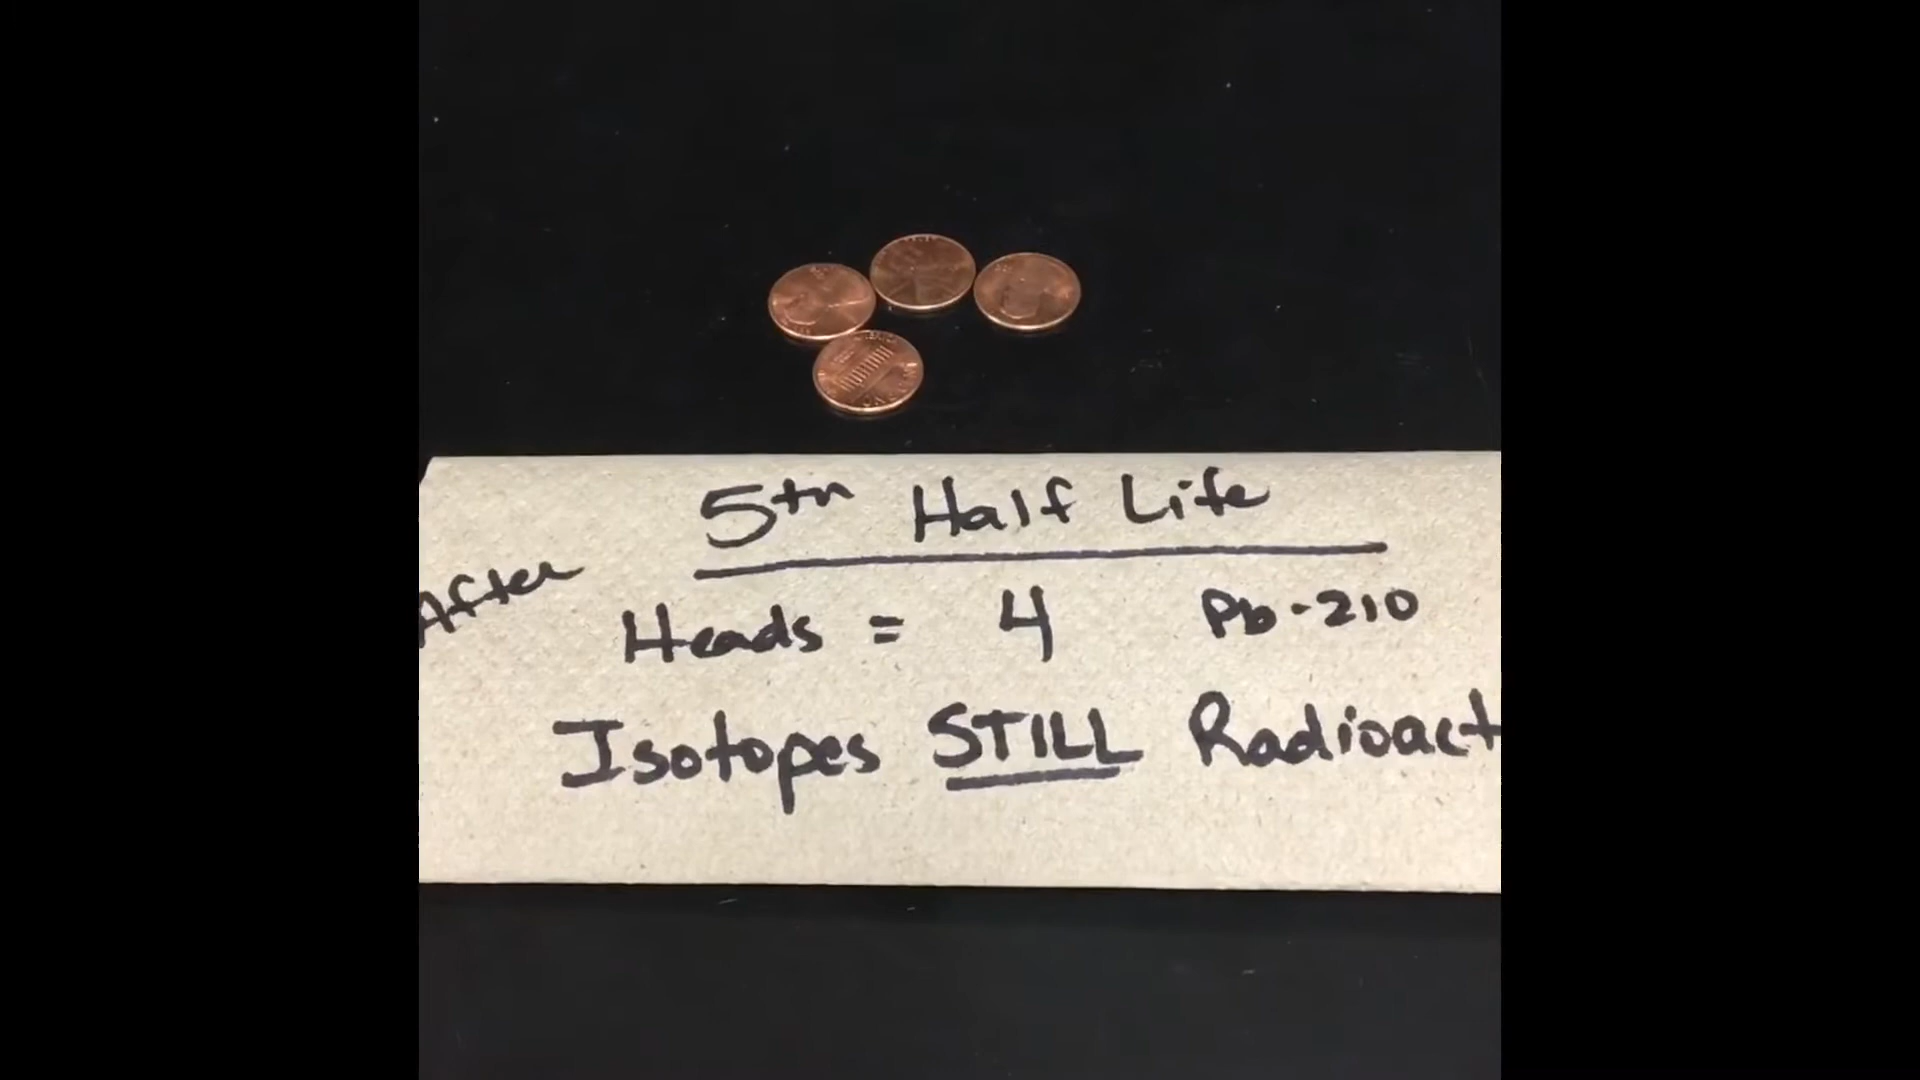 5th Half Life
After
Heads = 4 Pb-210
Isotopes STILL Radioact